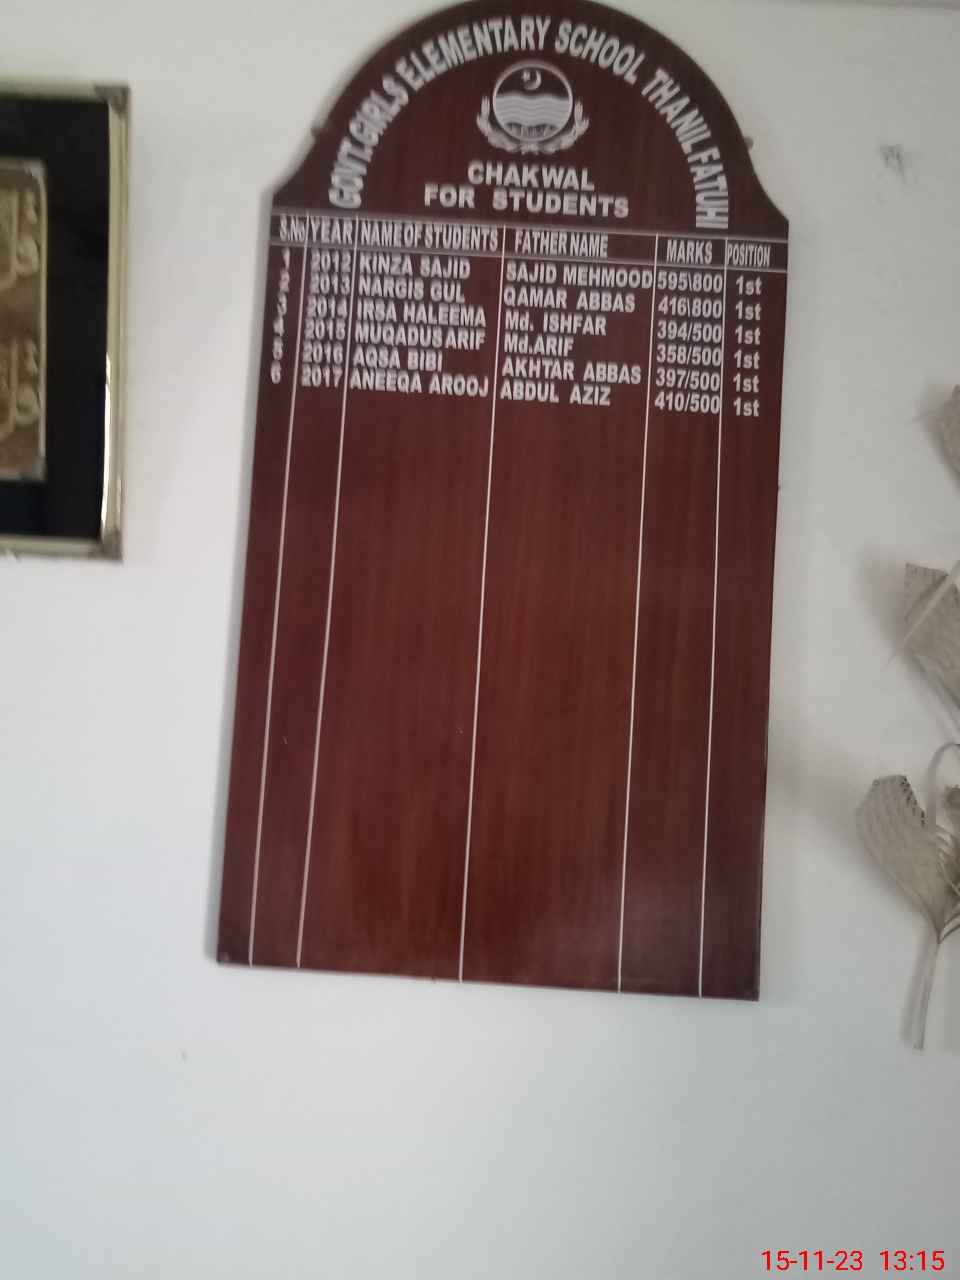 GOVT.GIRLS ELEMENTARY SCHOOL THANIL FATUHI
CHAKWAL
FOR STUDENTS
S.No YEAR NAME OF STUDENTS FATHER NAME MARKS POSITION
1 2012 KINZA SAJID SAJID MEHMOOD 595\800 1st
2 2013 NARGIS GUL QAMAR ABBAS 416\800 1st
3 2014 IRSA HALEEMA Md. ISHFAR 394/500 1st
4 2015 MUQADUS ARIF Md.ARIF 358/500 1st
5 2016 AQSA BIBI AKHTAR ABBAS 397/500 1st
6 2017 ANEEQA AROOJ ABDUL AZIZ 410/500 1st
15-11-23 13:15